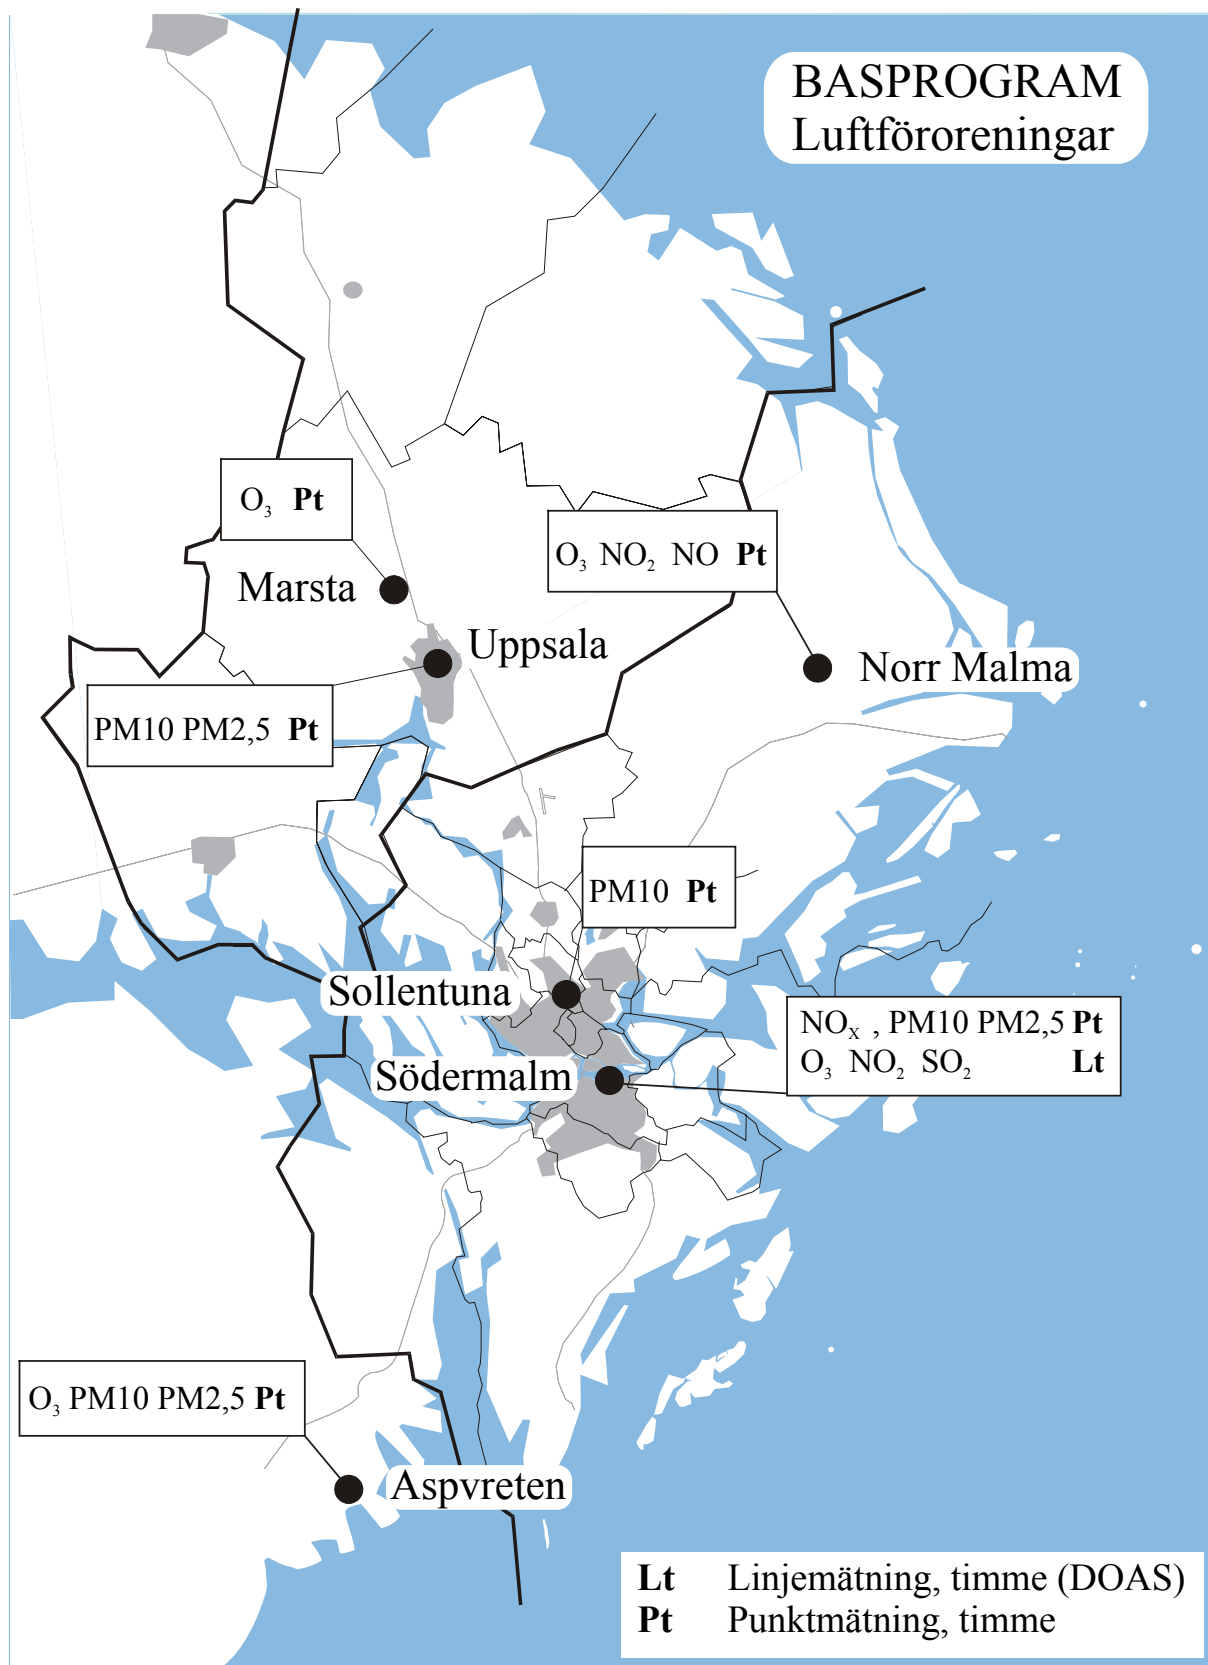 BASPROGRAM
Luftföroreningar
O₃ Pt
Marsta
O₃ NO₂ NO Pt
Uppsala
Norr Malma
PM10 PM2,5 Pt
PM10 Pt
Sollentuna
NOₓ , PM10 PM2,5 Pt
O₃ NO₂ SO₂ Lt
Södermalm
O₃ PM10 PM2,5 Pt
Aspvreten
Lt Linjemätning, timme (DOAS)
Pt Punktmätning, timme